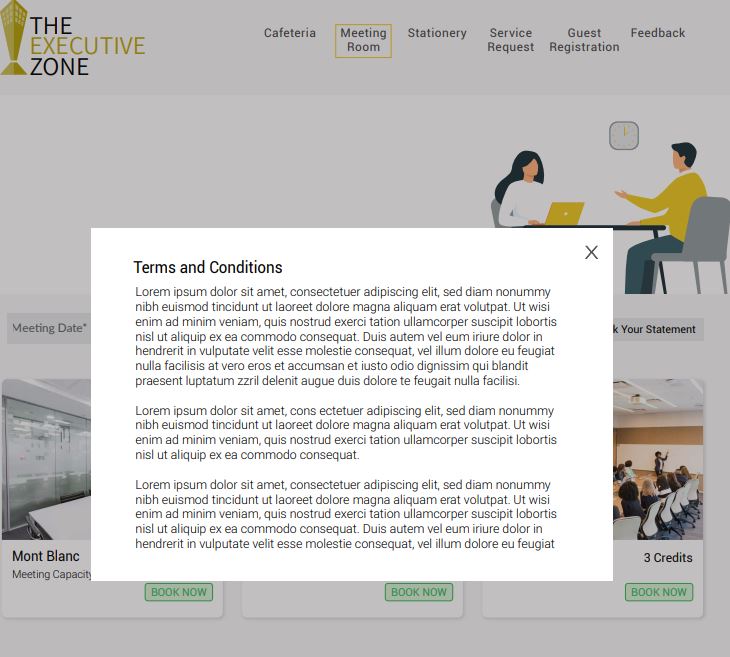 THE
EXECUTIVE
ZONE
Cafeteria
Meeting
Room
Stationery
Service
Request
Guest
Registration
Feedback
Terms and Conditions
X
Lorem ipsum dolor sit amet, consectetuer adipiscing elit, sed diam nonummy
nibh euismod tincidunt ut laoreet dolore magna aliquam erat volutpat. Ut wisi
enim ad minim veniam, quis nostrud exerci tation ullamcorper suscipit lobortis
nisl ut aliquip ex ea commodo consequat. Duis autem vel eum iriure dolor in
hendrerit in vulputate velit esse molestie consequat, vel illum dolore eu feugiat
nulla facilisis at vero eros et accumsan et iusto odio dignissim qui blandit
praesent luptatum zzril delenit augue duis dolore te feugait nulla facilisi.
Lorem ipsum dolor sit amet, cons ectetuer adipiscing elit, sed diam nonummy
nibh euismod tincidunt ut laoreet dolore magna aliquam erat volutpat. Ut wisi
enim ad minim veniam, quis nostrud exerci tation ullamcorper suscipit lobortis
nisl ut aliquip ex ea commodo consequat.
Lorem ipsum dolor sit amet, consectetuer adipiscing elit, sed diam nonummy
nibh euismod tincidunt ut laoreet dolore magna aliquam erat volutpat. Ut wisi
enim ad minim veniam, quis nostrud exerci tation ullamcorper suscipit lobortis
nisl ut aliquip ex ea commodo consequat. Duis autem vel eum iriure dolor in
hendrerit in vulputate velit esse molestie consequat, vel illum dolore eu feugiat
Meeting Date*
k Your Statement
Mont Blanc
Meeting Capacity
3 Credits
BOOK NOW
BOOK NOW
BOOK NOW